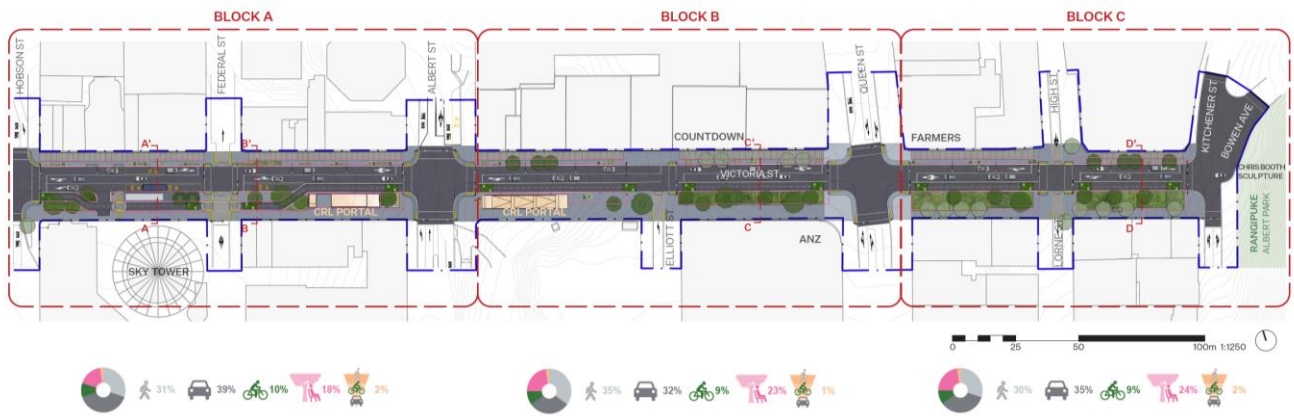 BLOCK A
BLOCK B
BLOCK C
HOBSON ST
FEDERAL ST
ALBERT ST
QUEEN ST
HIGH ST
KITCHENER ST
BOWEN AVE
A'
B'
COUNTDOWN
C'
FARMERS
D'
VICTORIA ST
CHRIS BOOTH
SCULPTURE
CRL PORTAL
CRL PORTAL
A
B
C
D
SKY TOWER
ELLIOTT ST
ANZ
LORNE ST
RANGIPUKE
ALBERT PARK
0 25 50 100m 1:1250
31% 39% 10% 18% 2%
35% 32% 9% 23% 1%
30% 35% 9% 24% 2%